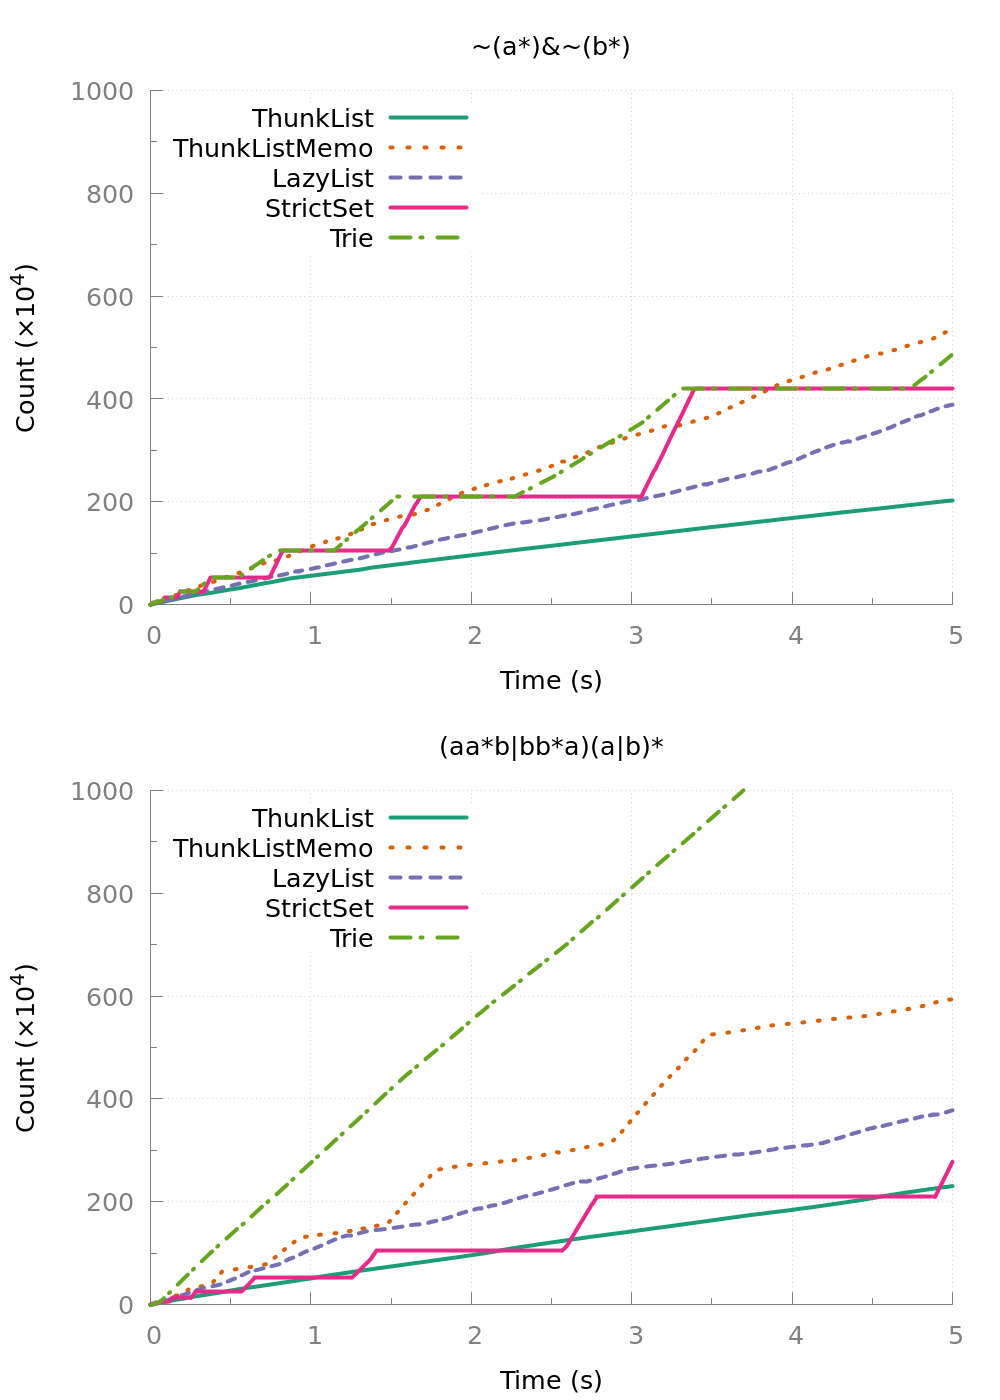 ~(a*)&~(b*)
1000
800
600
400
200
0
Count (×10⁴)
ThunkList
ThunkListMemo
LazyList
StrictSet
Trie
0 1 2 3 4 5
Time (s)
(aa*b|bb*a)(a|b)*
1000
800
600
400
200
0
Count (×10⁴)
ThunkList
ThunkListMemo
LazyList
StrictSet
Trie
0 1 2 3 4 5
Time (s)